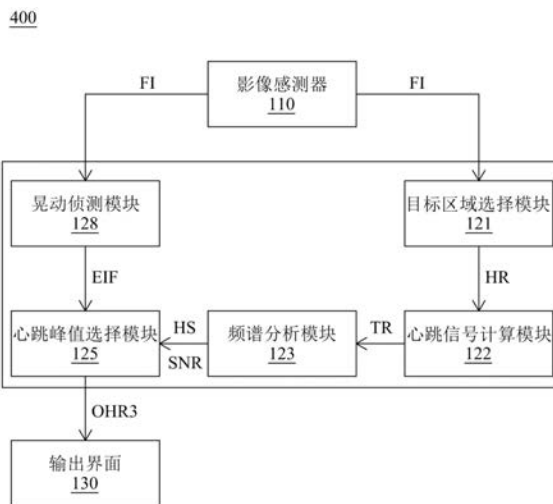 400
FI
影像感测器
110
FI
晃动侦测模块
128
目标区域选择模块
121
EIF
HR
心跳峰值选择模块
125
HS
SNR
频谱分析模块
123
TR
心跳信号计算模块
122
OHR3
输出界面
130